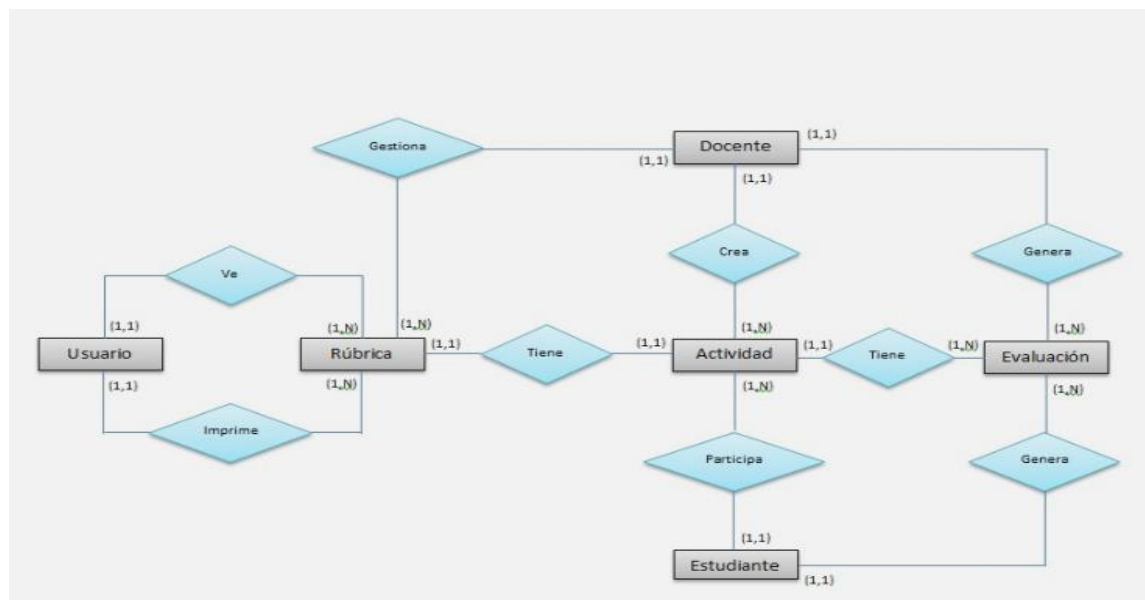 (1,1)
Gestiona
Docente
(1,1)
(1,1)
Crea
Genera
Ve
(1,1)
(1,N)
(1,N)
(1,N)
(1,N)
Usuario
Rúbrica
(1,1)
Tiene
(1,1)
Actividad
(1,1)
Tiene
(1,N)
Evaluación
(1,1)
(1,N)
(1,N)
(1,N)
Imprime
Participa
Genera
(1,1)
Estudiante
(1,1)